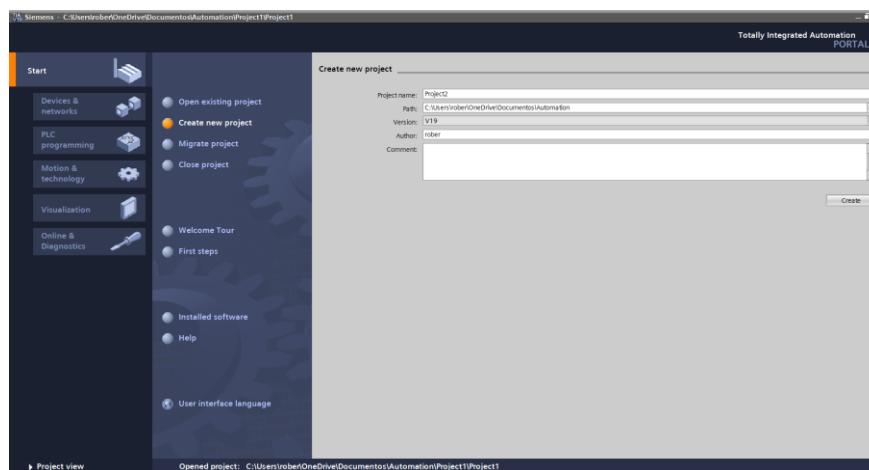 Siemens - C:\Users\rober\OneDrive\Documentos\Automation\Project1\Project1
Totally Integrated Automation
PORTAL
Start
Devices &
networks
PLC
programming
Motion &
technology
Visualization
Online &
Diagnostics
Open existing project
Create new project
Migrate project
Close project
Welcome Tour
First steps
Installed software
Help
User interface language
Create new project
Project name: Project2
Path: C:\Users\rober\OneDrive\Documentos\Automation
Version: V19
Author: rober
Comment:
Create
Project view
Opened project: C:\Users\rober\OneDrive\Documentos\Automation\Project1\Project1